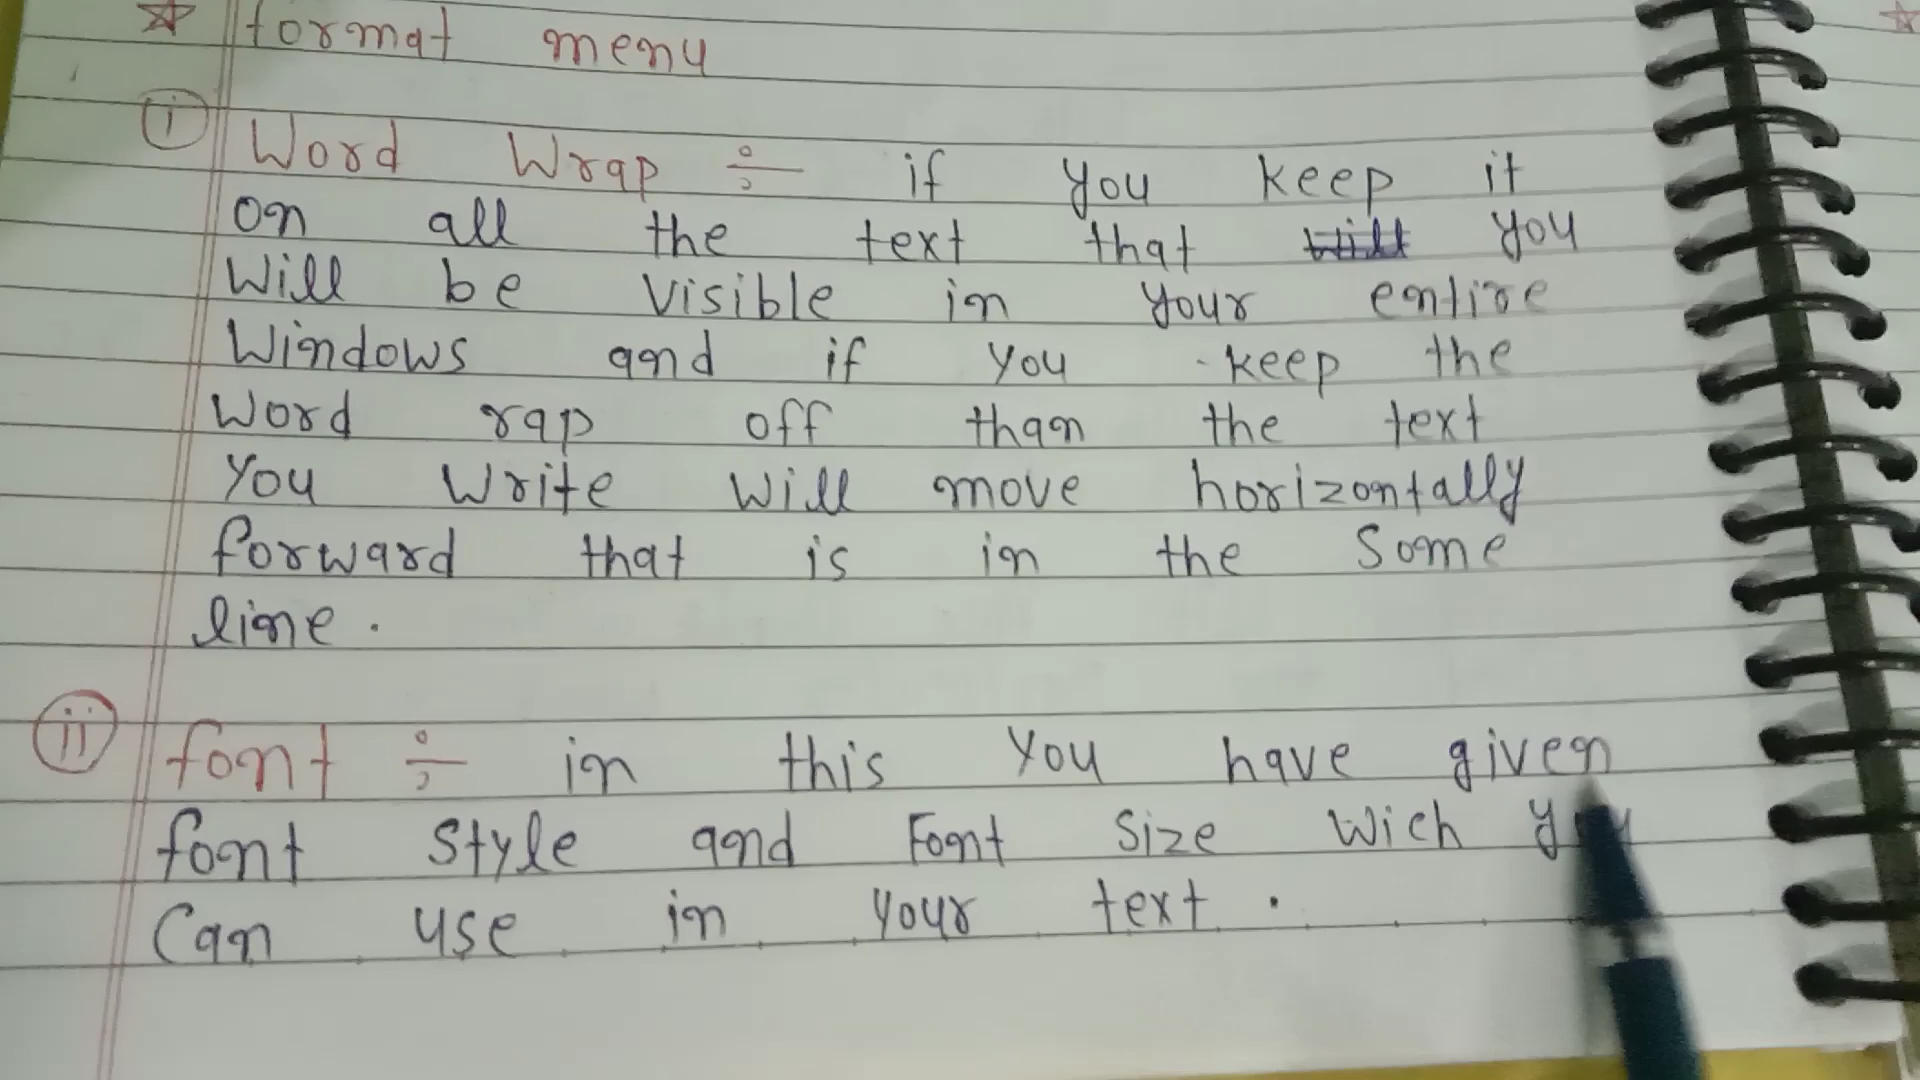 ☆ format menu
(i) Word Wrap :- if you keep it
on all the text that you
Will be visible in your entire
Windows and if you keep the
Word rap off than the text
You Write Will move horizontally
forward that is in the Some
line.
(ii) font :- in this You have given
font Style and Font Size Wich you
Can use in your text.